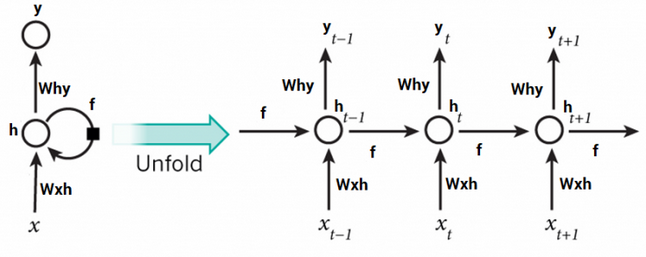 y
Why
f
h
Wxh
x
Unfold
f
y t-1
Why
h t-1
f
Wxh
x t-1
y t
Why
h t
f
Wxh
x t
y t+1
Why
h t+1
f
Wxh
x t+1